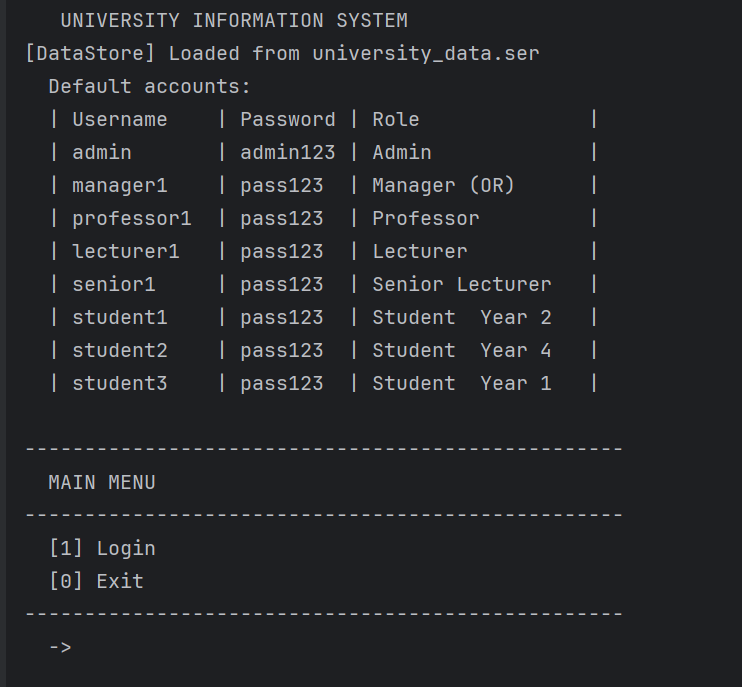 UNIVERSITY INFORMATION SYSTEM
[DataStore] Loaded from university_data.ser
Default accounts:
| Username    | Password | Role               |
| admin       | admin123 | Admin              |
| manager1    | pass123  | Manager (OR)       |
| professor1  | pass123  | Professor          |
| lecturer1   | pass123  | Lecturer           |
| senior1     | pass123  | Senior Lecturer    |
| student1    | pass123  | Student  Year 2    |
| student2    | pass123  | Student  Year 4    |
| student3    | pass123  | Student  Year 1    |
--------------------------------------------------
MAIN MENU
--------------------------------------------------
[1] Login
[0] Exit
--------------------------------------------------
->